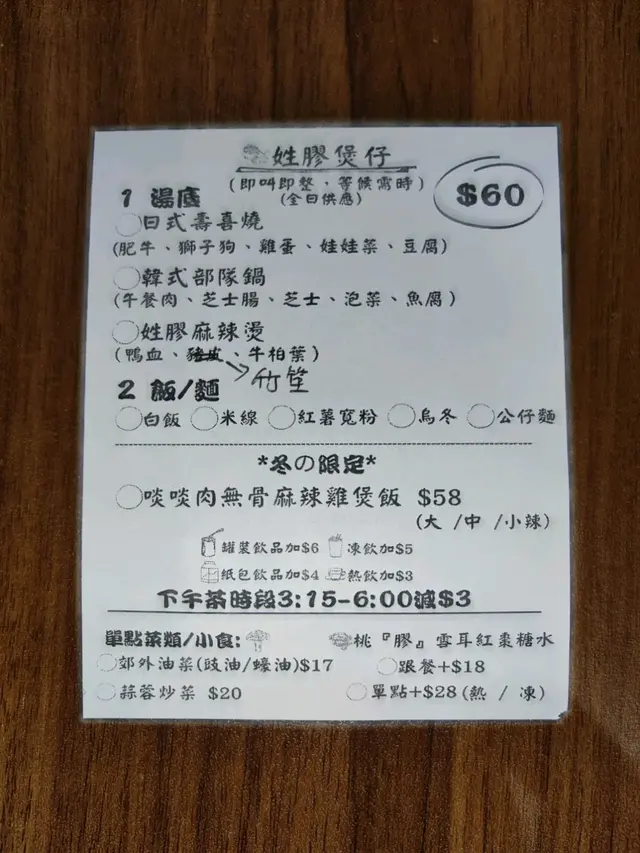 姓膠煲仔
(即叫即整、等候需時)
(全日供應)
$60
1 湯底
日式壽喜燒
(肥牛、獅子狗、雞蛋、娃娃菜、豆腐)
韓式部隊鍋
(午餐肉、芝士腸、芝士、泡菜、魚腐)
姓膠麻辣燙
(鴨血、豬皮、牛柏葉)
竹笙
2 飯/麵
白飯 米線 紅薯寬粉 烏冬 公仔麵
*冬の限定*
啖啖肉無骨麻辣雞煲飯 $58
(大 /中 /小辣)
罐裝飲品加$6 凍飲加$5
紙包飲品加$4 熱飲加$3
下午茶時段3:15-6:00減$3
單點菜類/小食:
郊外油菜(豉油/蠔油)$17
蒜蓉炒菜 $20
桃『膠』雪耳紅棗糖水
跟餐+$18
單點+$28(熱 / 凍)